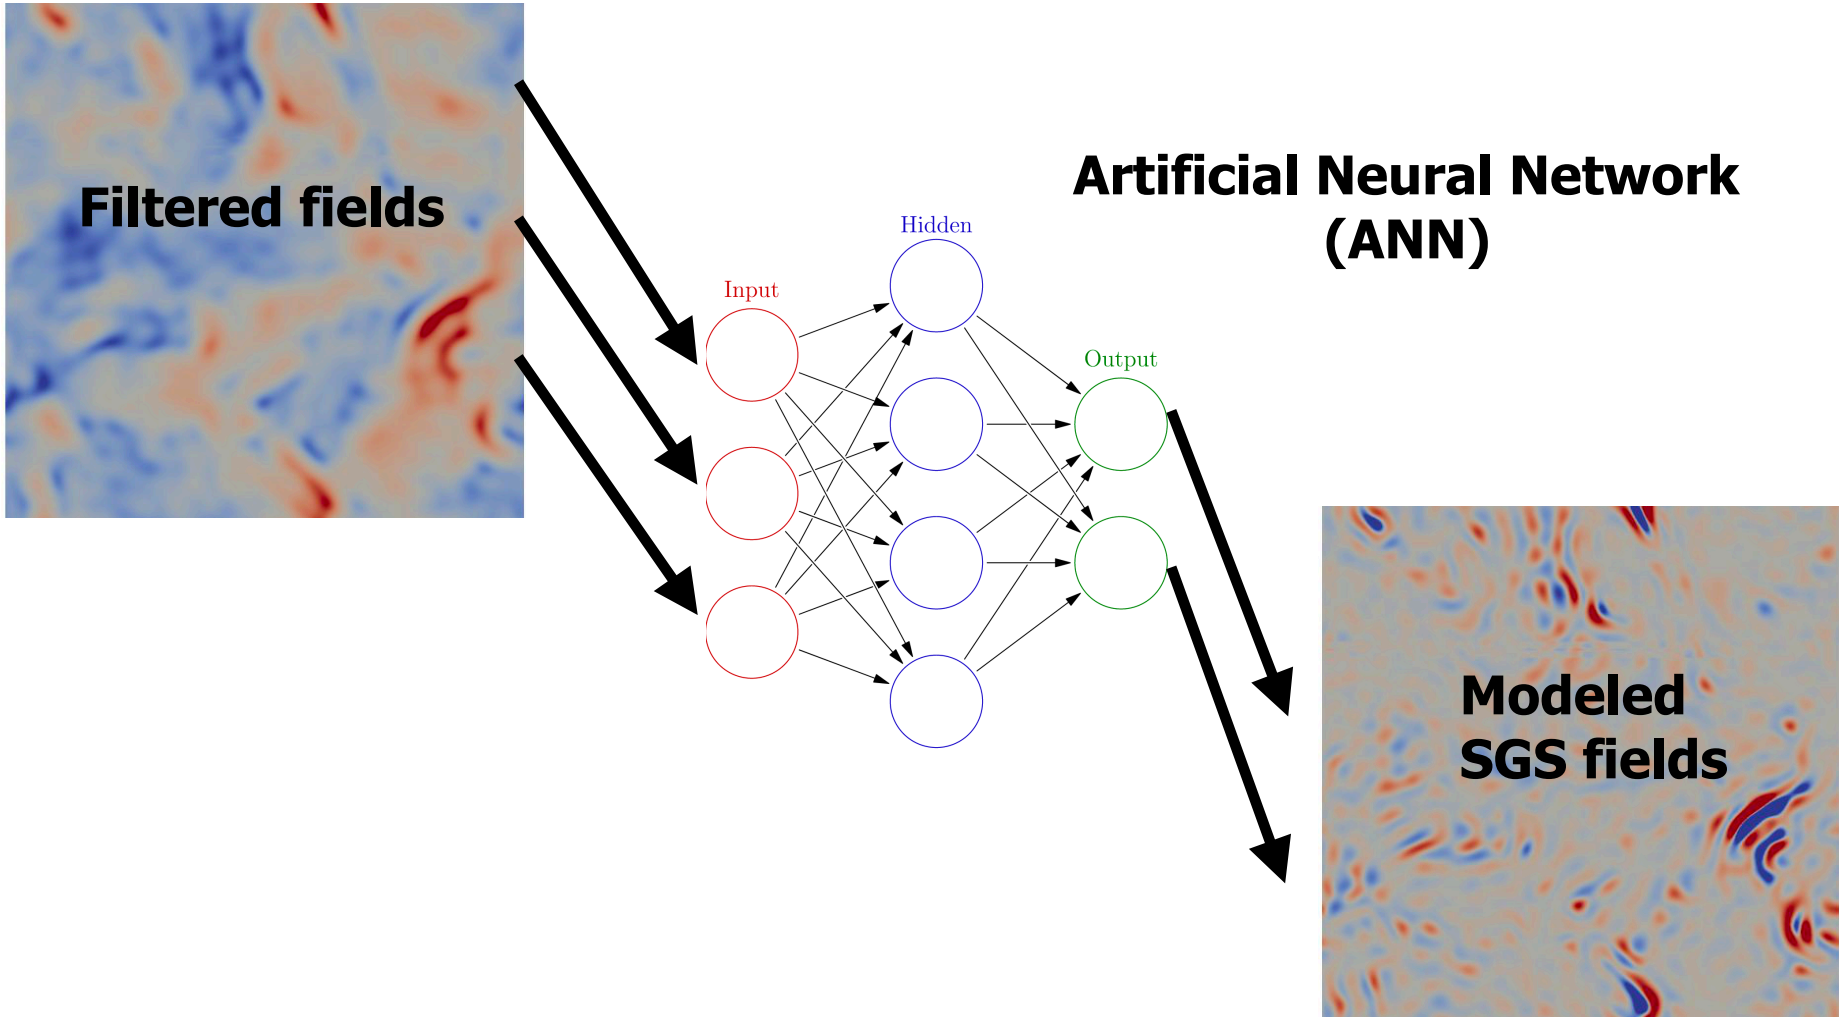 Filtered fields
Artificial Neural Network
(ANN)
Hidden
Input
Output
Modeled
SGS fields